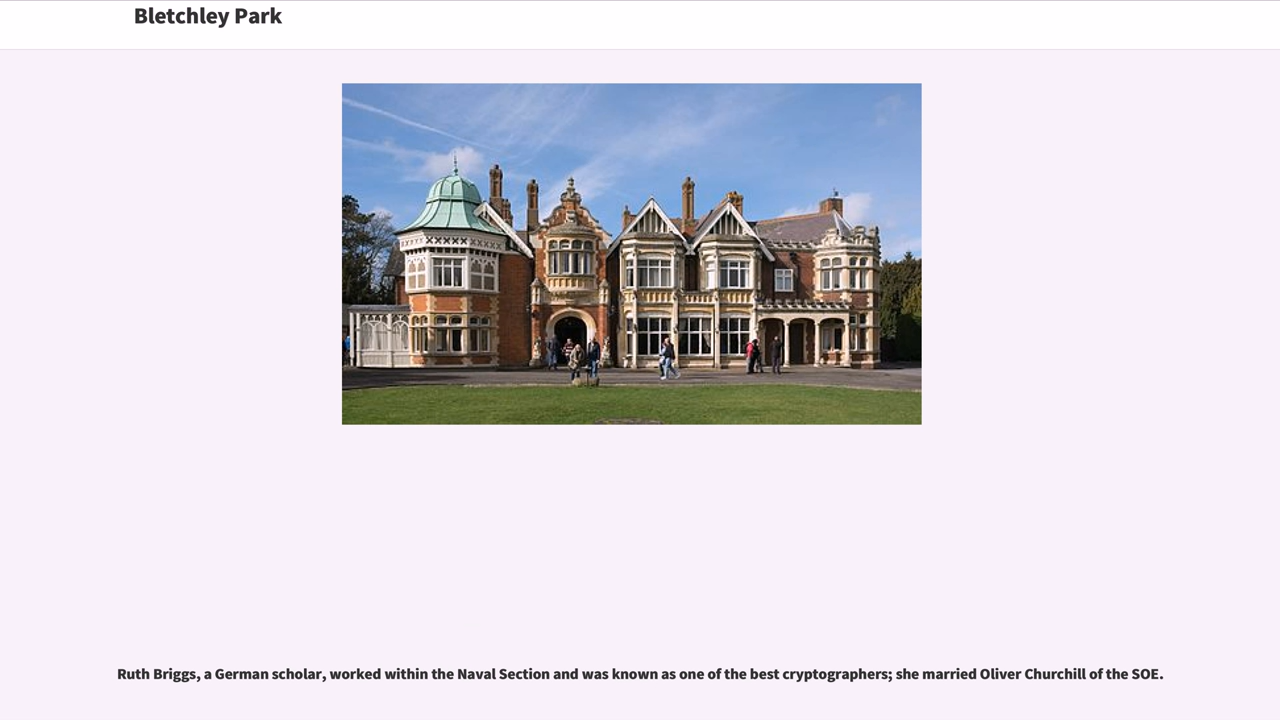 Bletchley Park
Ruth Briggs, a German scholar, worked within the Naval Section and was known as one of the best cryptographers; she married Oliver Churchill of the SOE.